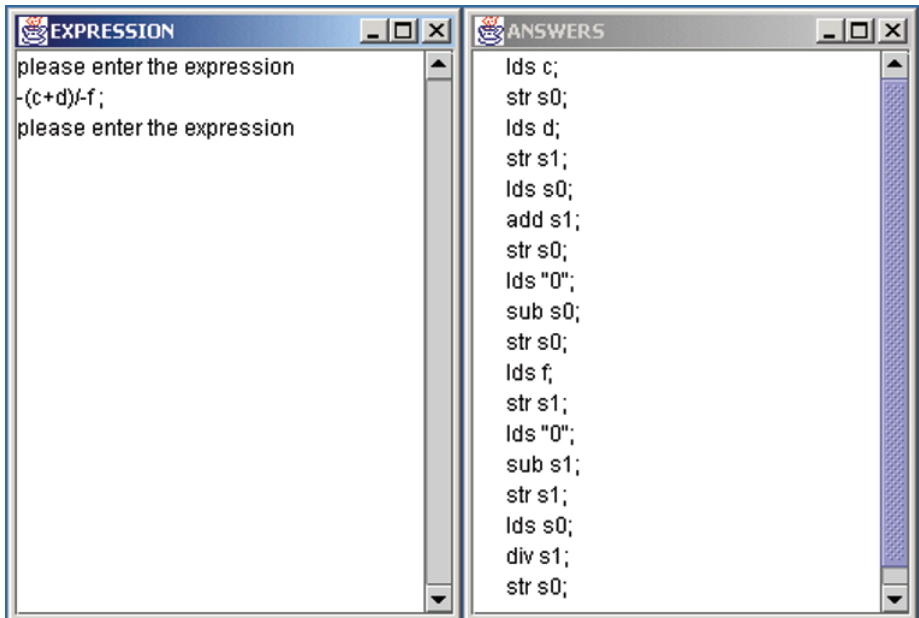 EXPRESSION
please enter the expression
-(c+d)/-f ;
please enter the expression
ANSWERS
lds c;
str s0;
lds d;
str s1;
lds s0;
add s1;
str s0;
lds "0";
sub s0;
str s0;
lds f;
str s1;
lds "0";
sub s1;
str s1;
lds s0;
div s1;
str s0;